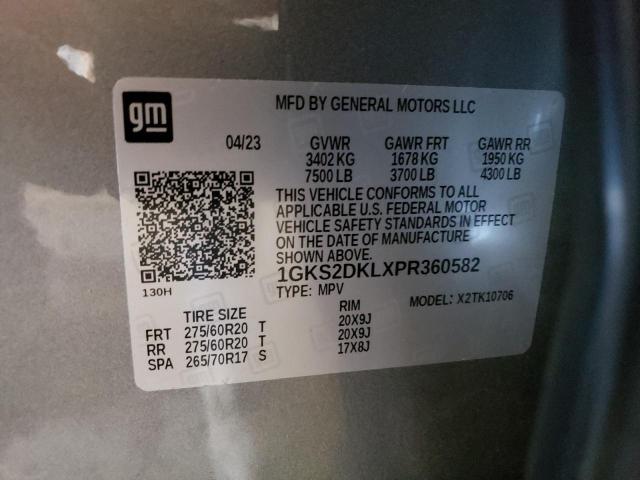 gm
MFD BY GENERAL MOTORS LLC
04/23 GVWR GAWR FRT GAWR RR
3402 KG 1678 KG 1950 KG
7500 LB 3700 LB 4300 LB
THIS VEHICLE CONFORMS TO ALL
APPLICABLE U.S. FEDERAL MOTOR
VEHICLE SAFETY STANDARDS IN EFFECT
ON THE DATE OF MANUFACTURE
SHOWN ABOVE.
1GKS2DKLXPR360582
130H
TYPE: MPV MODEL: X2TK10706
TIRE SIZE RIM
FRT 275/60R20 T 20X9J
RR 275/60R20 T 20X9J
SPA 265/70R17 S 17X8J